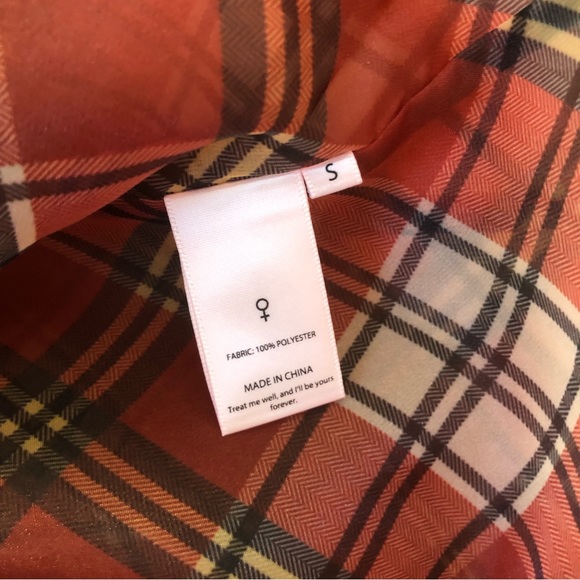 S
♀
FABRIC: 100% POLYESTER
MADE IN CHINA
Treat me well, and I'll be yours
forever.